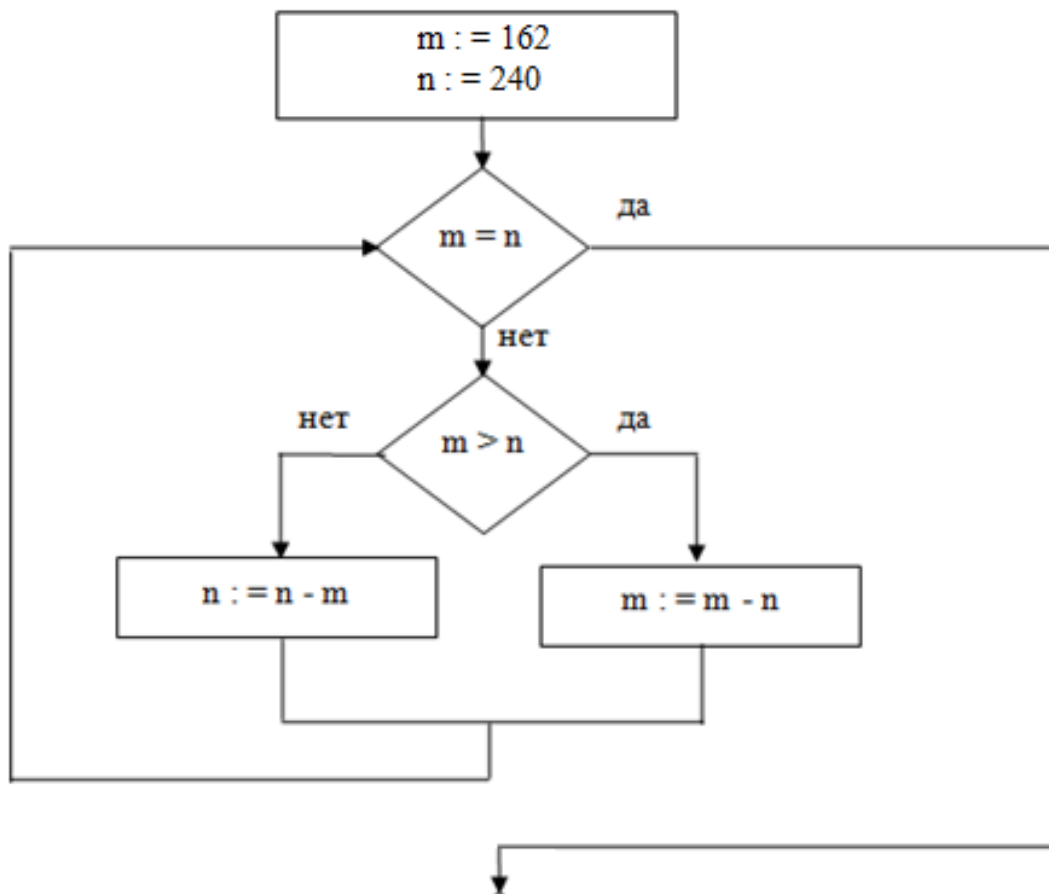 m : = 162
n : = 240
да
m = n
нет
нет
да
m > n
n : = n - m
m : = m - n